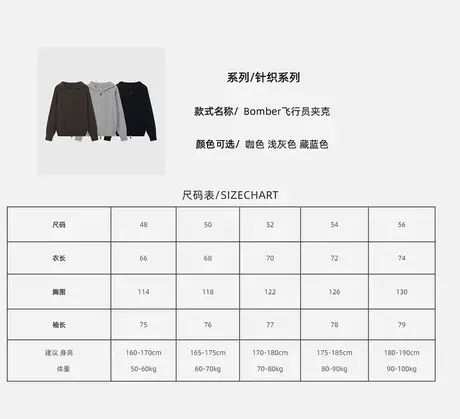 系列/针织系列
款式名称/ Bomber飞行员夹克
颜色可选/ 咖色 浅灰色 藏蓝色
尺码表/SIZECHART
尺码 48 50 52 54 56
衣长 66 68 70 72 74
胸围 114 118 122 126 130
袖长 75 76 77 78 79
建议 身高 160-170cm 165-175cm 170-180cm 175-185cm 180-190cm
体重 50-60kg 60-70kg 70-80kg 80-90kg 90-100kg